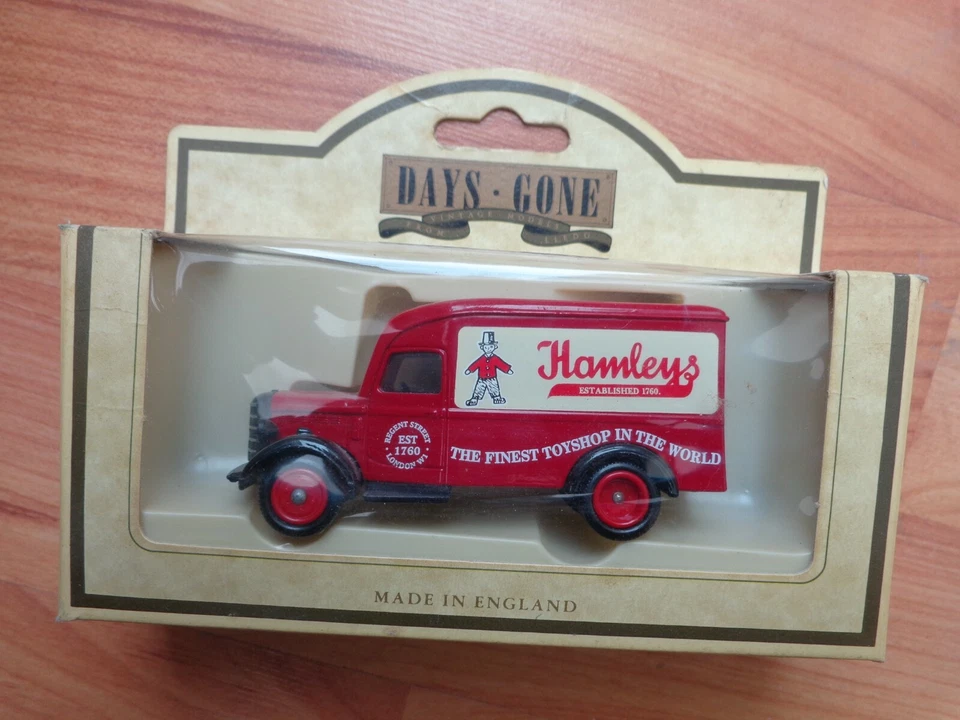 DAYS · GONE
VINTAGE · MODELS
FROM LLEDO
Hamleys
ESTABLISHED 1760.
REGENT STREET
EST
1760
· LONDON W1 ·
THE FINEST TOYSHOP IN THE WORLD
MADE IN ENGLAND